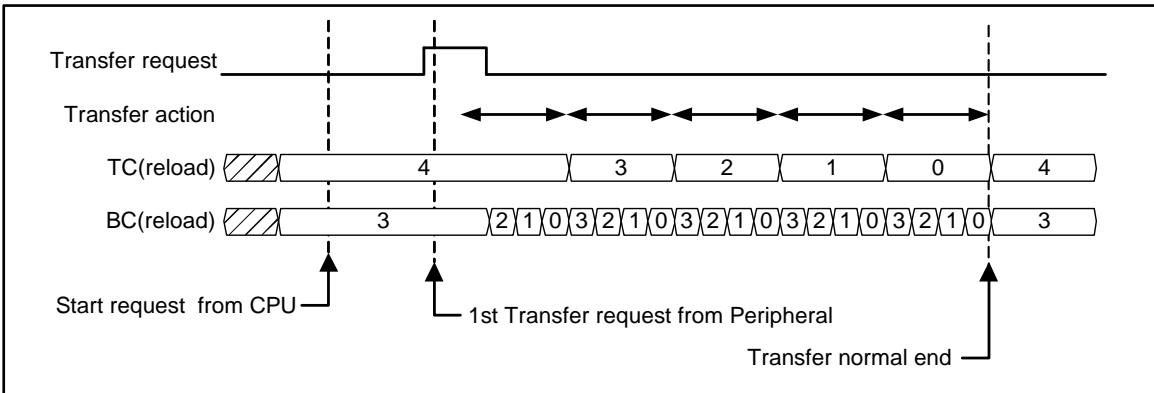 Transfer request
Transfer action
TC(reload) 4 3 2 1 0 4
BC(reload) 3 2 1 0 3 2 1 0 3 2 1 0 3 2 1 0 3 2 1 0 3
Start request from CPU
1st Transfer request from Peripheral
Transfer normal end